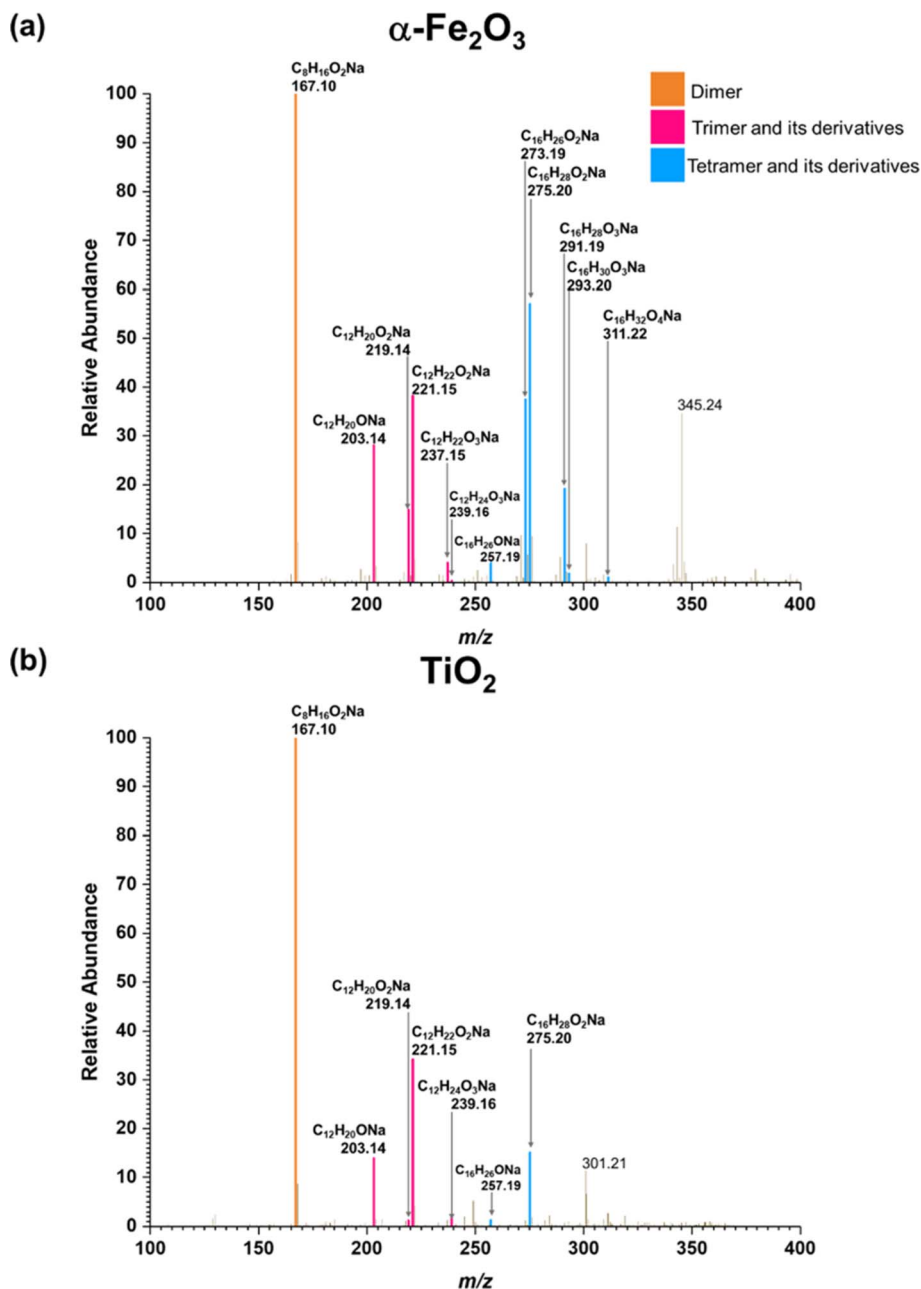 (a)
α-Fe₂O₃
C₈H₁₆O₂Na
167.10
Dimer
Trimer and its derivatives
Tetramer and its derivatives
C₁₆H₂₆O₂Na
273.19
C₁₆H₂₈O₂Na
275.20
C₁₆H₂₈O₃Na
291.19
C₁₆H₃₀O₃Na
293.20
C₁₆H₃₂O₄Na
311.22
C₁₂H₂₀O₂Na
219.14
C₁₂H₂₂O₂Na
221.15
C₁₂H₂₀ONa
203.14
C₁₂H₂₂O₃Na
237.15
C₁₂H₂₄O₃Na
239.16
C₁₆H₂₆ONa
257.19
345.24
Relative Abundance
100
90
80
70
60
50
40
30
20
10
0
100
150
200
250
300
350
400
m/z
(b)
TiO₂
C₈H₁₆O₂Na
167.10
C₁₂H₂₀O₂Na
219.14
C₁₂H₂₂O₂Na
221.15
C₁₆H₂₈O₂Na
275.20
C₁₂H₂₄O₃Na
239.16
C₁₂H₂₀ONa
203.14
C₁₆H₂₆ONa
257.19
301.21
Relative Abundance
100
90
80
70
60
50
40
30
20
10
0
100
150
200
250
300
350
400
m/z